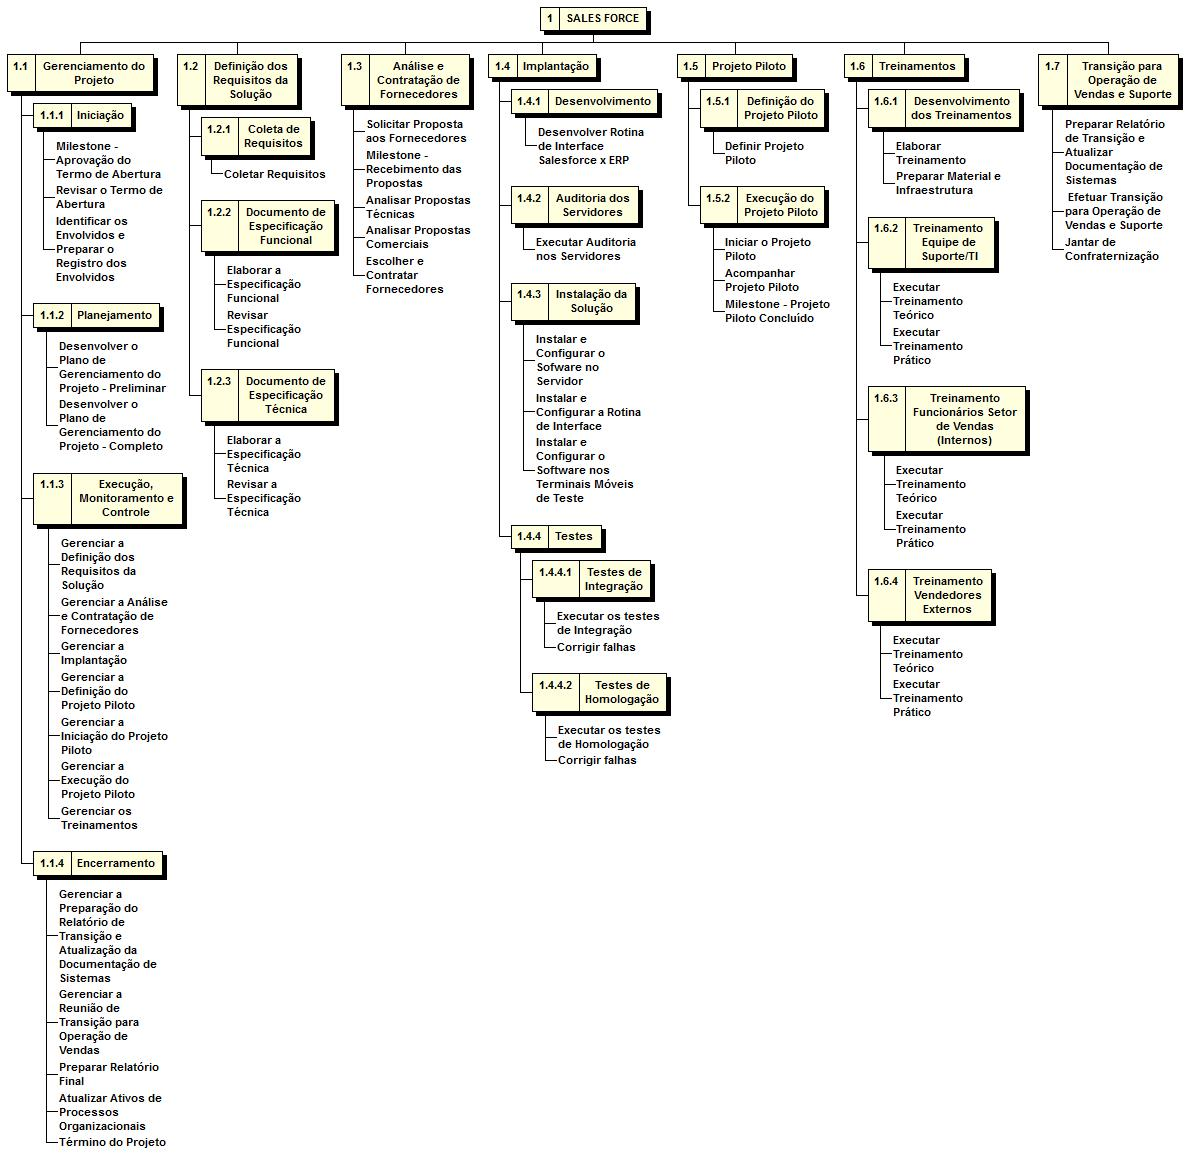 1 SALES FORCE
1.1 Gerenciamento do
Projeto
1.1.1 Iniciação
Milestone -
Aprovação do
Termo de Abertura
Revisar o Termo de
Abertura
Identificar os
Envolvidos e
Preparar o
Registro dos
Envolvidos
1.1.2 Planejamento
Desenvolver o
Plano de
Gerenciamento do
Projeto - Preliminar
Desenvolver o
Plano de
Gerenciamento do
Projeto - Completo
1.1.3 Execução,
Monitoramento e
Controle
Gerenciar a
Definição dos
Requisitos da
Solução
Gerenciar a Análise
e Contratação de
Fornecedores
Gerenciar a
Implantação
Gerenciar a
Definição do
Projeto Piloto
Gerenciar a
Iniciação do Projeto
Piloto
Gerenciar a
Execução do
Projeto Piloto
Gerenciar os
Treinamentos
1.1.4 Encerramento
Gerenciar a
Preparação do
Relatório de
Transição e
Atualização da
Documentação de
Sistemas
Gerenciar a
Reunião de
Transição para
Operação de
Vendas
Preparar Relatório
Final
Atualizar Ativos de
Processos
Organizacionais
Término do Projeto
1.2 Definição dos
Requisitos da
Solução
1.2.1 Coleta de
Requisitos
Coletar Requisitos
1.2.2 Documento de
Especificação
Funcional
Elaborar a
Especificação
Funcional
Revisar
Especificação
Funcional
1.2.3 Documento de
Especificação
Técnica
Elaborar a
Especificação
Técnica
Revisar a
Especificação
Técnica
1.3 Análise e
Contratação de
Fornecedores
Solicitar Proposta
aos Fornecedores
Milestone -
Recebimento das
Propostas
Analisar Propostas
Técnicas
Analisar Propostas
Comerciais
Escolher e
Contratar
Fornecedores
1.4 Implantação
1.4.1 Desenvolvimento
Desenvolver Rotina
de Interface
Salesforce x ERP
1.4.2 Auditoria dos
Servidores
Executar Auditoria
nos Servidores
1.4.3 Instalação da
Solução
Instalar e
Configurar o
Sofware no
Servidor
Instalar e
Configurar a Rotina
de Interface
Instalar e
Configurar o
Software nos
Terminais Móveis
de Teste
1.4.4 Testes
1.4.4.1 Testes de
Integração
Executar os testes
de Integração
Corrigir falhas
1.4.4.2 Testes de
Homologação
Executar os testes
de Homologação
Corrigir falhas
1.5 Projeto Piloto
1.5.1 Definição do
Projeto Piloto
Definir Projeto
Piloto
1.5.2 Execução do
Projeto Piloto
Iniciar o Projeto
Piloto
Acompanhar
Projeto Piloto
Milestone - Projeto
Piloto Concluído
1.6 Treinamentos
1.6.1 Desenvolvimento
dos Treinamentos
Elaborar
Treinamento
Preparar Material e
Infraestrutura
1.6.2 Treinamento
Equipe de
Suporte/TI
Executar
Treinamento
Teórico
Executar
Treinamento
Prático
1.6.3 Treinamento
Funcionários Setor
de Vendas
(Internos)
Executar
Treinamento
Teórico
Executar
Treinamento
Prático
1.6.4 Treinamento
Vendedores
Externos
Executar
Treinamento
Teórico
Executar
Treinamento
Prático
1.7 Transição para
Operação de
Vendas e Suporte
Preparar Relatório
de Transição e
Atualizar
Documentação de
Sistemas
Efetuar Transição
para Operação de
Vendas e Suporte
Jantar de
Confraternização